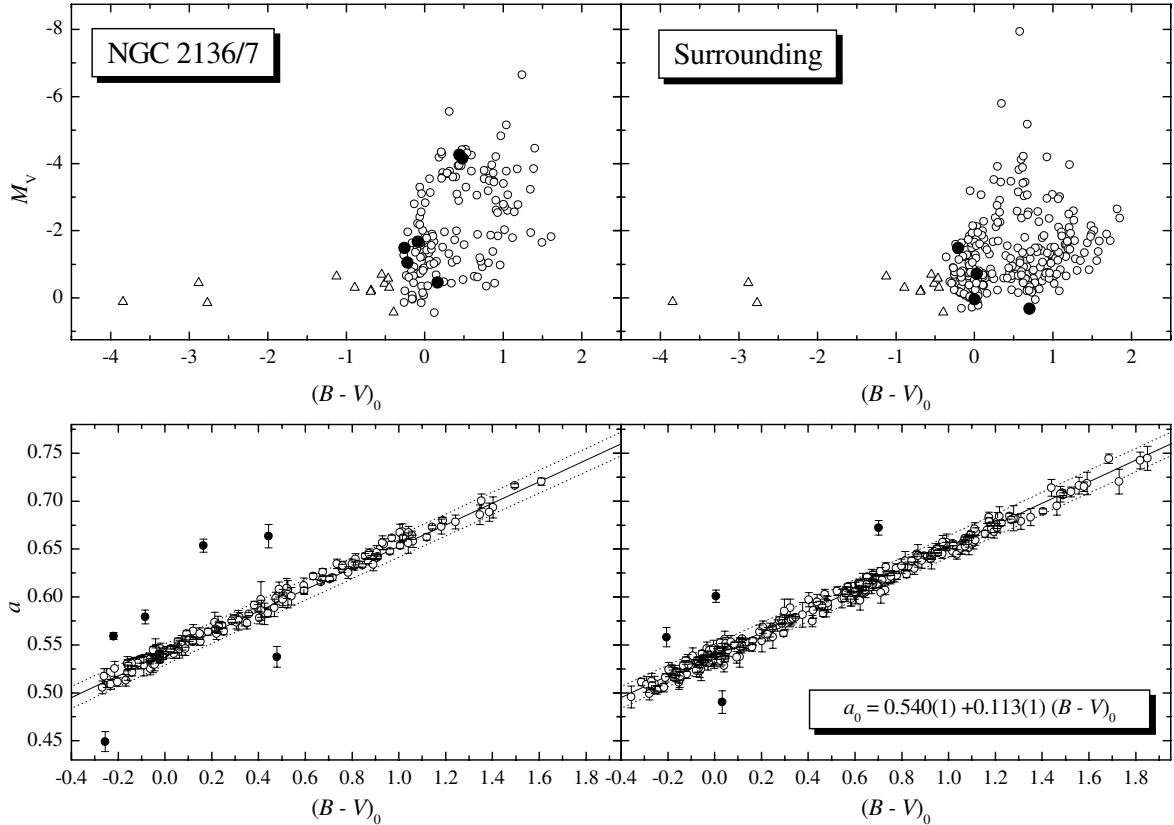 NGC 2136/7
Surrounding
-8
-6
-4
-2
0
M_V
-4 -3 -2 -1 0 1 2
-4 -3 -2 -1 0 1 2
(B - V)_0
(B - V)_0
0.75
0.70
0.65
0.60
0.55
0.50
0.45
a
a_0 = 0.540(1) +0.113(1) (B - V)_0
-0.4 -0.2 0.0 0.2 0.4 0.6 0.8 1.0 1.2 1.4 1.6 1.8
-0.4 -0.2 0.0 0.2 0.4 0.6 0.8 1.0 1.2 1.4 1.6 1.8
(B - V)_0
(B - V)_0